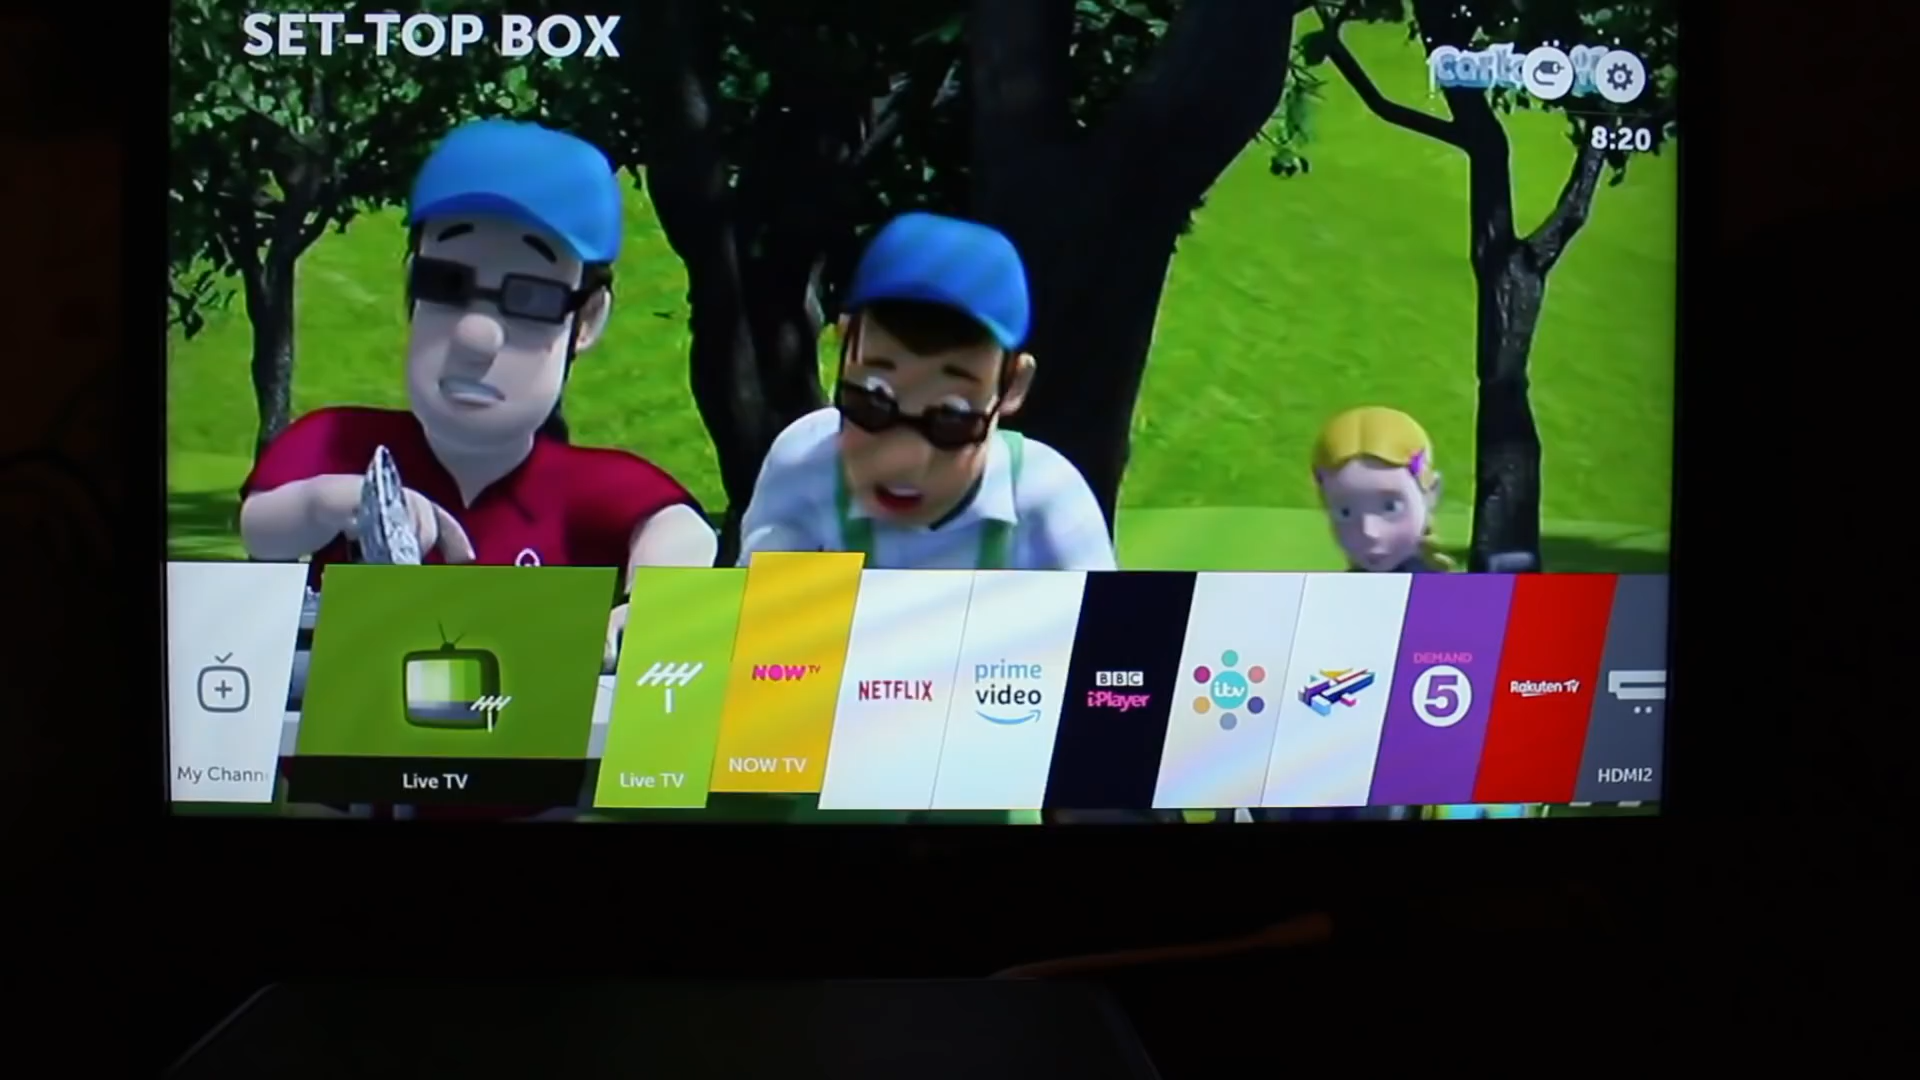 SET-TOP BOX
8:20
My Chann
Live TV
Live TV
NOW TV
NOW TV
NETFLIX
prime
video
BBC
iPlayer
itv
DEMAND
5
Rakuten TV
HDMI2